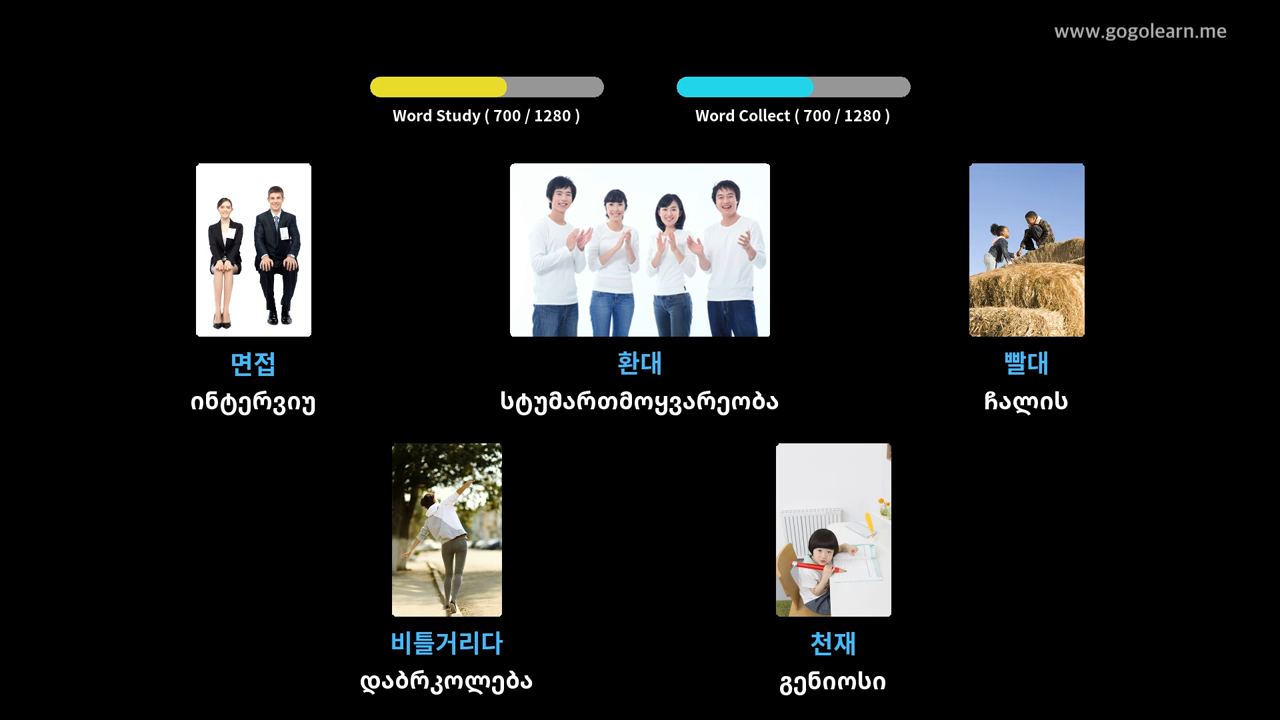 www.gogolearn.me
Word Study ( 700 / 1280 )
Word Collect ( 700 / 1280 )
면접
ინტერვიუ
환대
სტუმართმოყვარეობა
빨대
ჩალის
비틀거리다
დაბრკოლება
천재
გენიოსი